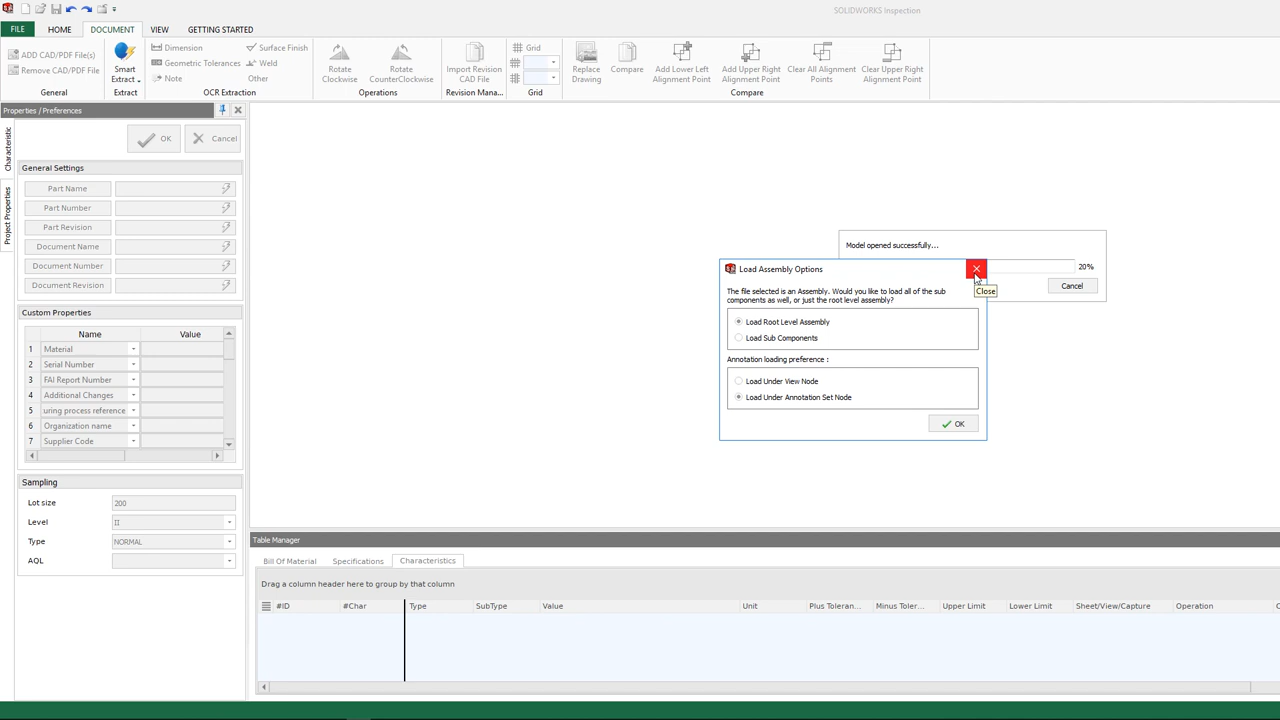 SOLIDWORKS Inspection
FILE HOME DOCUMENT VIEW GETTING STARTED
ADD CAD/PDF File(s)
Remove CAD/PDF File
General
Smart
Extract
Extract
Dimension
Geometric Tolerances
Note
Surface Finish
Weld
Other
OCR Extraction
Rotate
Clockwise
Rotate
CounterClockwise
Operations
Import Revision
CAD File
Revision Mana...
Grid
Grid
Replace
Drawing
Compare
Add Lower Left
Alignment Point
Add Upper Right
Alignment Point
Clear All Alignment
Points
Clear Upper Right
Alignment Point
Compare
Properties / Preferences
Characteristic
Project Properties
OK
Cancel
General Settings
Part Name
Part Number
Part Revision
Document Name
Document Number
Document Revision
Custom Properties
Name Value
1 Material
2 Serial Number
3 FAI Report Number
4 Additional Changes
5 uring process reference
6 Organization name
7 Supplier Code
Sampling
Lot size 200
Level II
Type NORMAL
AQL
Model opened successfully...
20%
Cancel
Load Assembly Options
Close
The file selected is an Assembly. Would you like to load all of the sub
components as well, or just the root level assembly?
Load Root Level Assembly
Load Sub Components
Annotation loading preference :
Load Under View Node
Load Under Annotation Set Node
OK
Table Manager
Bill Of Material Specifications Characteristics
Drag a column header here to group by that column
#ID #Char Type SubType Value Unit Plus Toleran... Minus Toler... Upper Limit Lower Limit Sheet/View/Capture Operation